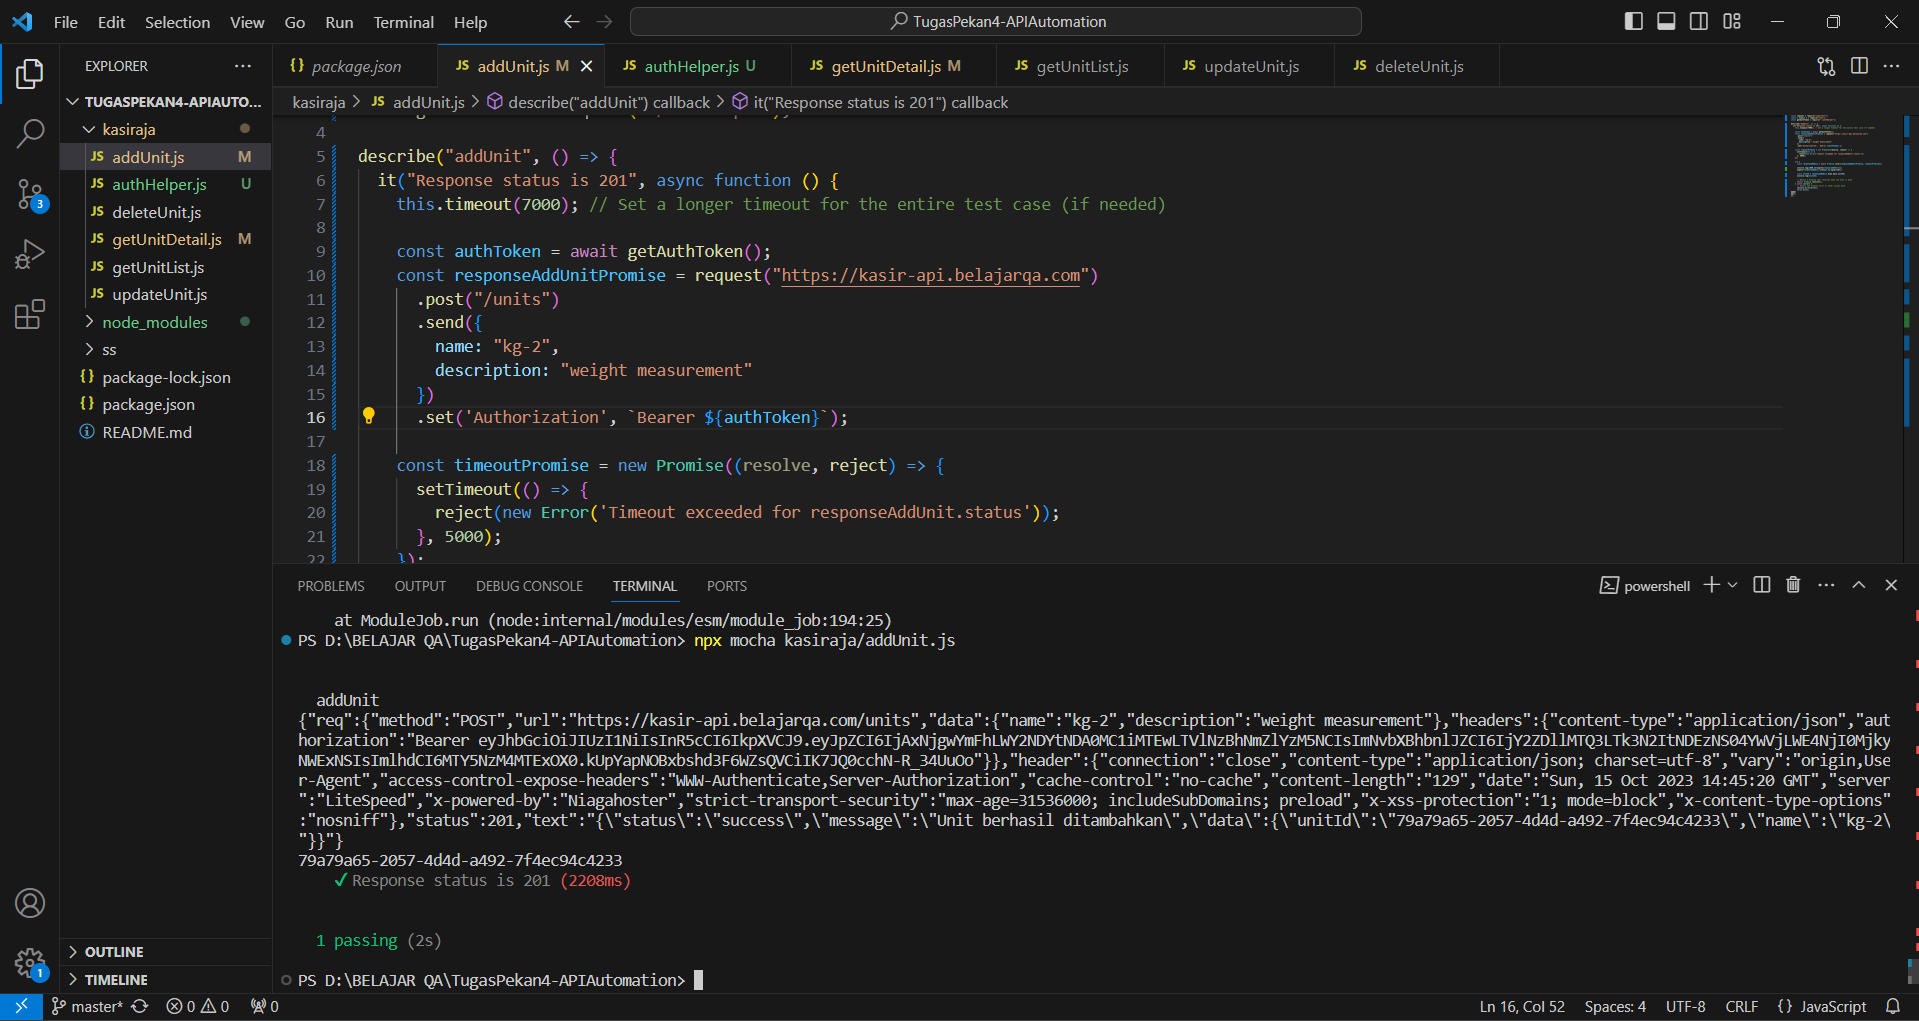 File Edit Selection View Go Run Terminal Help
TugasPekan4-APIAutomation
EXPLORER
TUGASPEKAN4-APIAUTO...
kasiraja
JS addUnit.js M
JS authHelper.js U
JS deleteUnit.js
JS getUnitDetail.js M
JS getUnitList.js
JS updateUnit.js
node_modules
ss
{} package-lock.json
{} package.json
README.md
OUTLINE
TIMELINE
3
1
{} package.json JS addUnit.js M JS authHelper.js U JS getUnitDetail.js M JS getUnitList.js JS updateUnit.js JS deleteUnit.js
kasiraja > JS addUnit.js > describe("addUnit") callback > it("Response status is 201") callback
4
5 describe("addUnit", () => {
6 it("Response status is 201", async function () {
7 this.timeout(7000); // Set a longer timeout for the entire test case (if needed)
8
9 const authToken = await getAuthToken();
10 const responseAddUnitPromise = request("https://kasir-api.belajarqa.com")
11 .post("/units")
12 .send({
13 name: "kg-2",
14 description: "weight measurement"
15 })
16 .set('Authorization', `Bearer ${authToken}`);
17
18 const timeoutPromise = new Promise((resolve, reject) => {
19 setTimeout(() => {
20 reject(new Error('Timeout exceeded for responseAddUnit.status'));
21 }, 5000);
22 });
PROBLEMS OUTPUT DEBUG CONSOLE TERMINAL PORTS
powershell
at ModuleJob.run (node:internal/modules/esm/module_job:194:25)
PS D:\BELAJAR QA\TugasPekan4-APIAutomation> npx mocha kasiraja/addUnit.js
addUnit
{"req":{"method":"POST","url":"https://kasir-api.belajarqa.com/units","data":{"name":"kg-2","description":"weight measurement"},"headers":{"content-type":"application/json","aut
horization":"Bearer eyJhbGciOiJIUzI1NiIsInR5cCI6IkpXVCJ9.eyJpZCI6IjAxNjgwYmFhLWY2NDYtNDA0MC1iMTEwLTVlNzBhNmZlYzM5NCIsImNvbXBhbnlJZCI6IjY2ZDllMTQ3LTk3N2ItNDEzNS04YWVjLWE4NjI0Mjky
NWExNSIsImlhdCI6MTY5NzM4MTExOX0.kUpYapNOBxbshd3F6WZsQVCiIK7JQ0cchN-R_34UuOo"}},"header":{"connection":"close","content-type":"application/json; charset=utf-8","vary":"origin,Use
r-Agent","access-control-expose-headers":"WWW-Authenticate,Server-Authorization","cache-control":"no-cache","content-length":"129","date":"Sun, 15 Oct 2023 14:45:20 GMT","server
":"LiteSpeed","x-powered-by":"Niagahoster","strict-transport-security":"max-age=31536000; includeSubDomains; preload","x-xss-protection":"1; mode=block","x-content-type-options"
:"nosniff"},"status":201,"text":"{\"status\":\"success\",\"message\":\"Unit berhasil ditambahkan\",\"data\":{\"unitId\":\"79a79a65-2057-4d4d-a492-7f4ec94c4233\",\"name\":\"kg-2\
"}}"}
79a79a65-2057-4d4d-a492-7f4ec94c4233
✓ Response status is 201 (2208ms)
1 passing (2s)
PS D:\BELAJAR QA\TugasPekan4-APIAutomation>
master* 0 0 0 Ln 16, Col 52 Spaces: 4 UTF-8 CRLF {} JavaScript